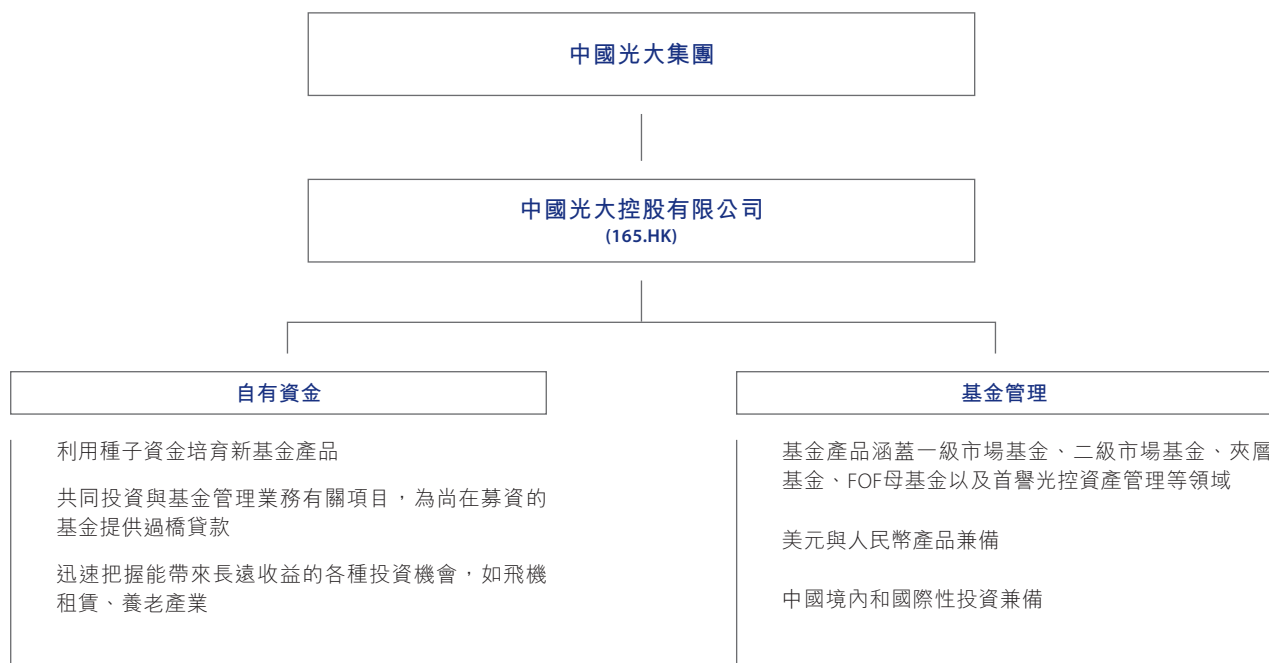 中國光大集團
中國光大控股有限公司
(165.HK)
自有資金
利用種子資金培育新基金產品
共同投資與基金管理業務有關項目，為尚在募資的
基金提供過橋貸款
迅速把握能帶來長遠收益的各種投資機會，如飛機
租賃、養老產業
基金管理
基金產品涵蓋一級市場基金、二級市場基金、夾層
基金、FOF母基金以及首譽光控資產管理等領域
美元與人民幣產品兼備
中國境內和國際性投資兼備